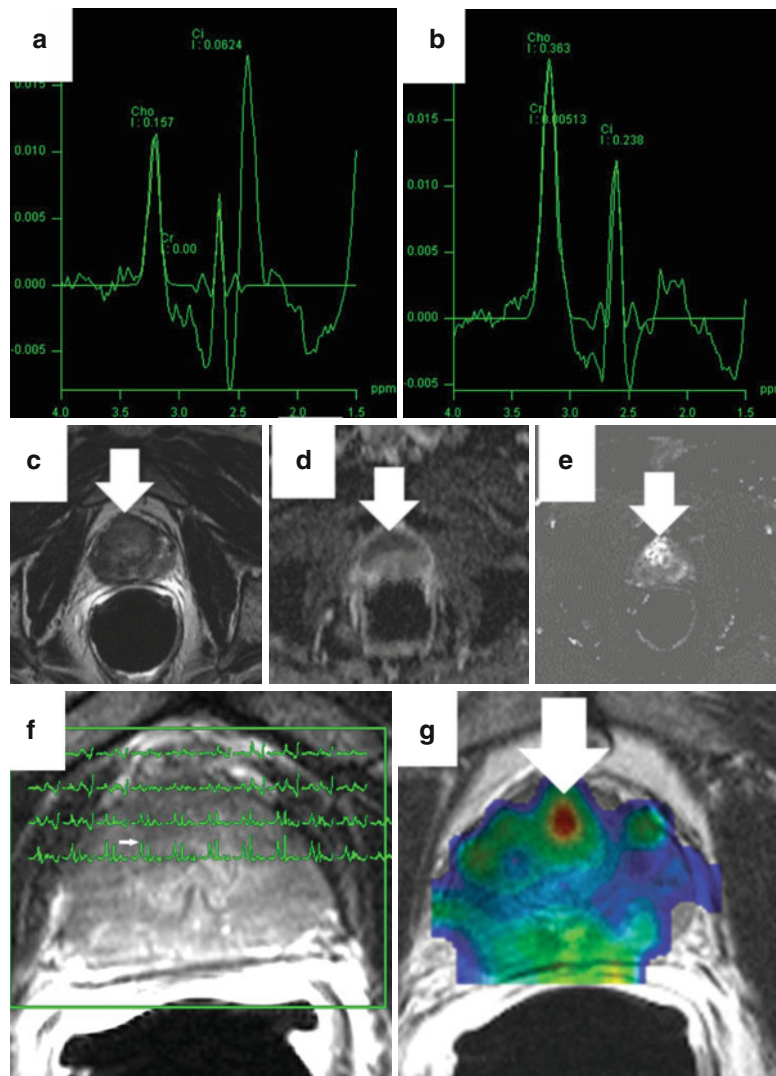 a
Ci
I : 0.0624
Cho
I : 0.157
Cr
I : 0.00
0.015
0.010
0.005
0.000
-0.005
4.0 3.5 3.0 2.5 2.0 1.5
ppm
b
Cho
I : 0.363
Cr
I : 0.00513
Ci
I : 0.238
0.015
0.010
0.005
0.000
-0.005
4.0 3.5 3.0 2.5 2.0 1.5
ppm
c
d
e
f
g